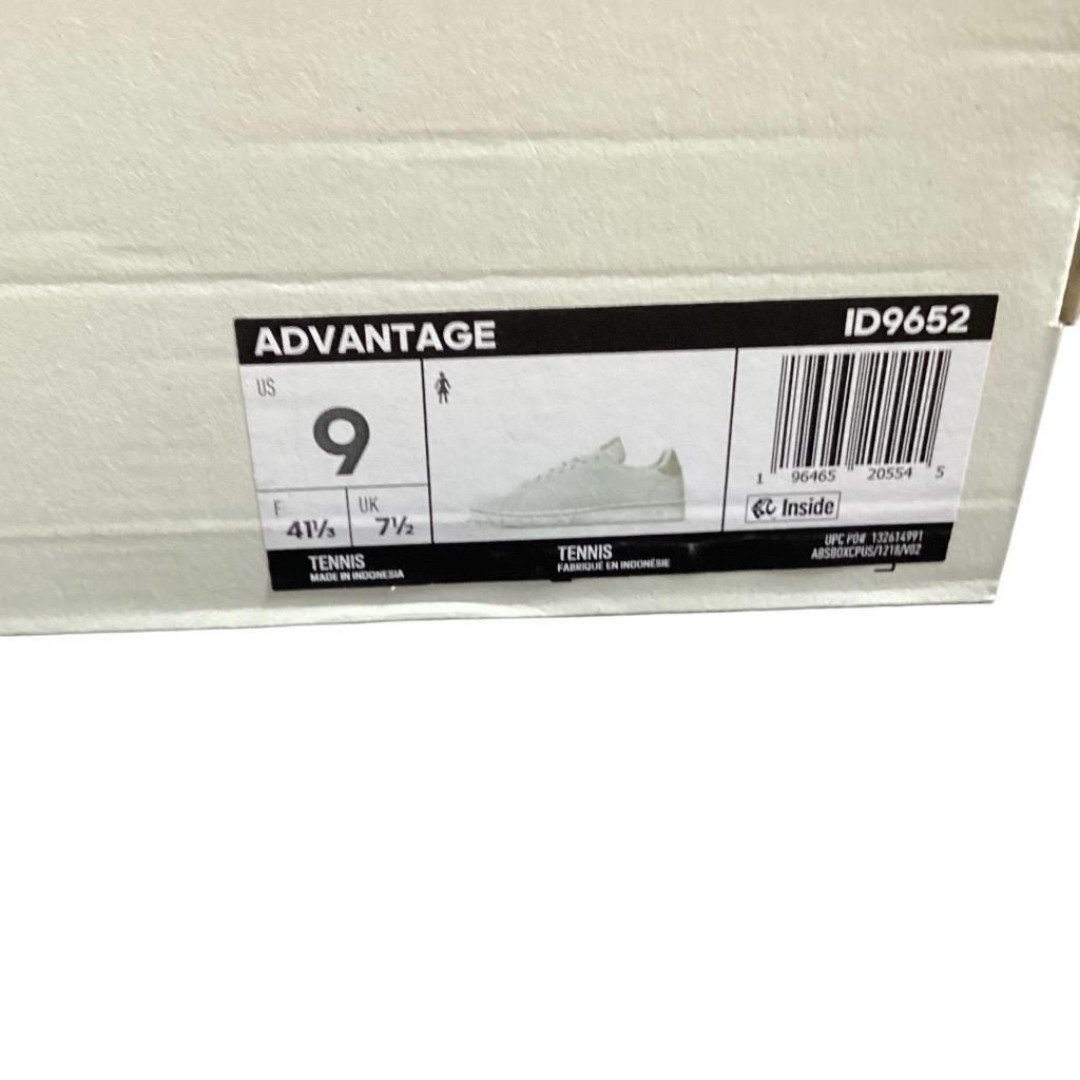 ADVANTAGE
ID9652
US
9
F
41⅓
UK
7½
1 96465 20554 5
Inside
TENNIS
MADE IN INDONESIA
TENNIS
FABRIQUÉ EN INDONÉSIE
UPC PO# 132614991
ABSBOXCPUS/1218/V02